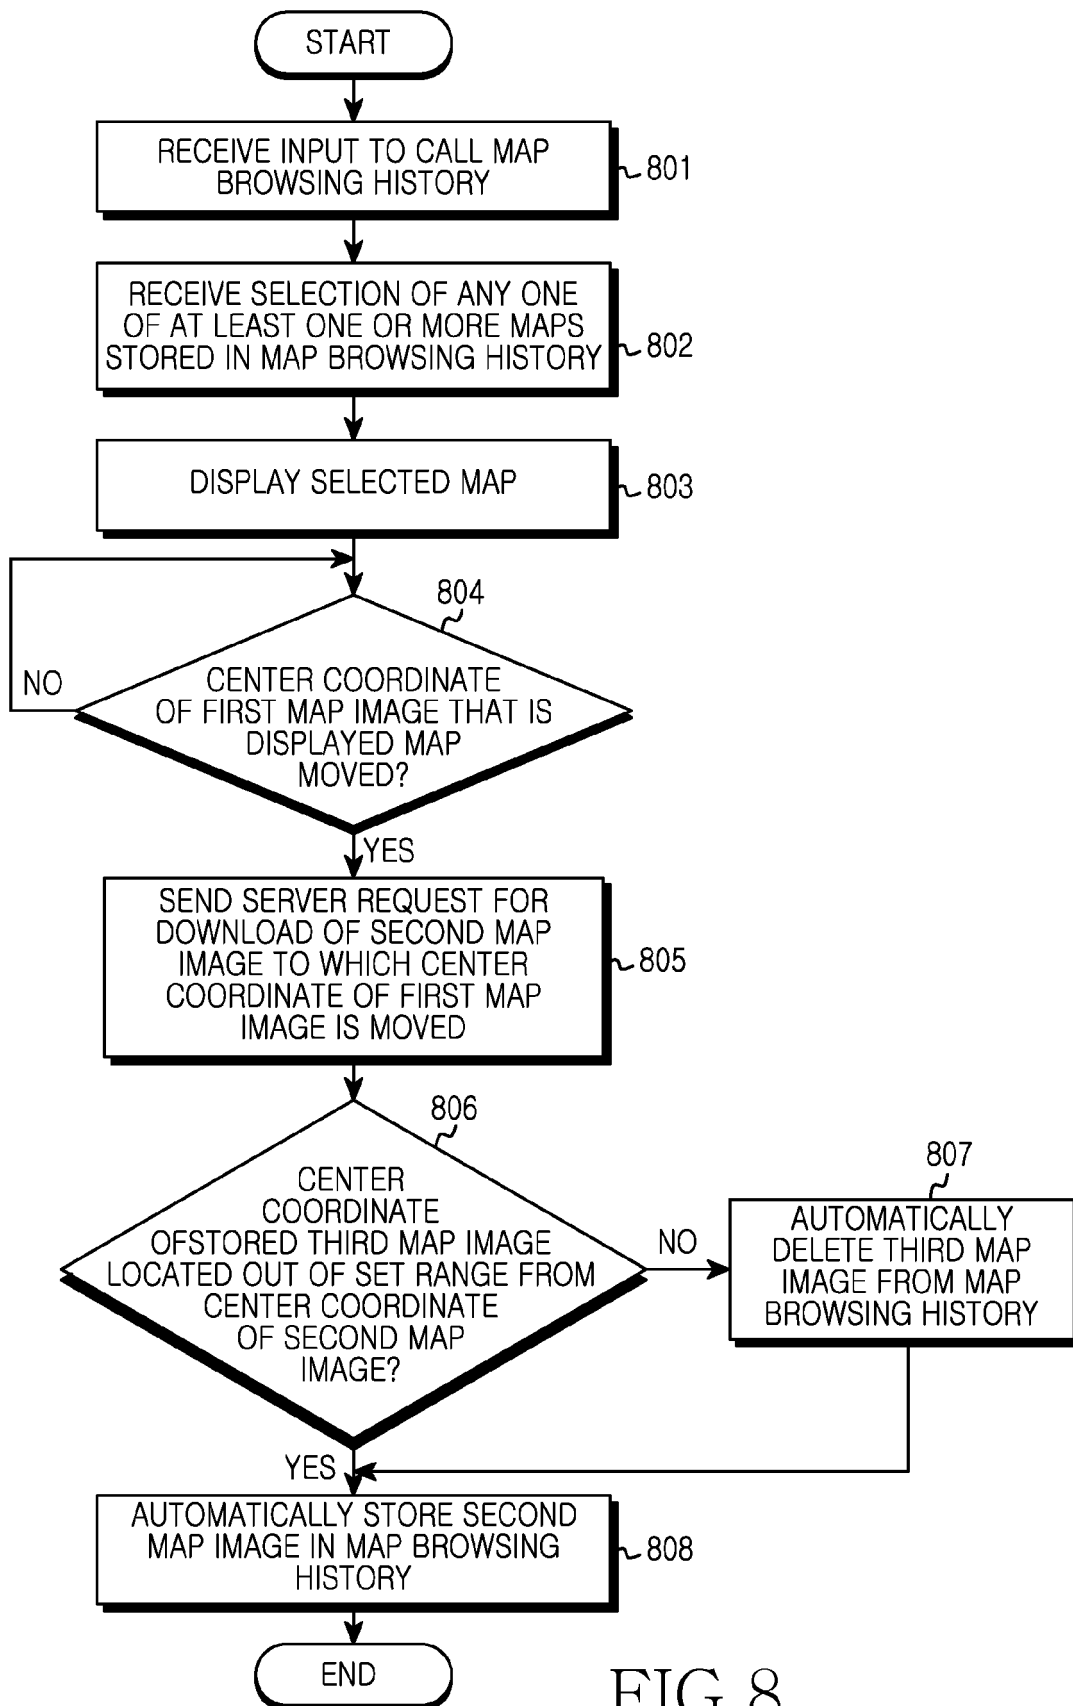 START
RECEIVE INPUT TO CALL MAP
BROWSING HISTORY
801
RECEIVE SELECTION OF ANY ONE
OF AT LEAST ONE OR MORE MAPS
STORED IN MAP BROWSING HISTORY
802
DISPLAY SELECTED MAP
803
804
NO
CENTER COORDINATE
OF FIRST MAP IMAGE THAT IS
DISPLAYED MAP
MOVED?
YES
SEND SERVER REQUEST FOR
DOWNLOAD OF SECOND MAP
IMAGE TO WHICH CENTER
COORDINATE OF FIRST MAP
IMAGE IS MOVED
805
806
CENTER
COORDINATE
OFSTORED THIRD MAP IMAGE
LOCATED OUT OF SET RANGE FROM
CENTER COORDINATE
OF SECOND MAP
IMAGE?
NO
807
AUTOMATICALLY
DELETE THIRD MAP
IMAGE FROM MAP
BROWSING HISTORY
YES
AUTOMATICALLY STORE SECOND
MAP IMAGE IN MAP BROWSING
HISTORY
808
END
FIG.8